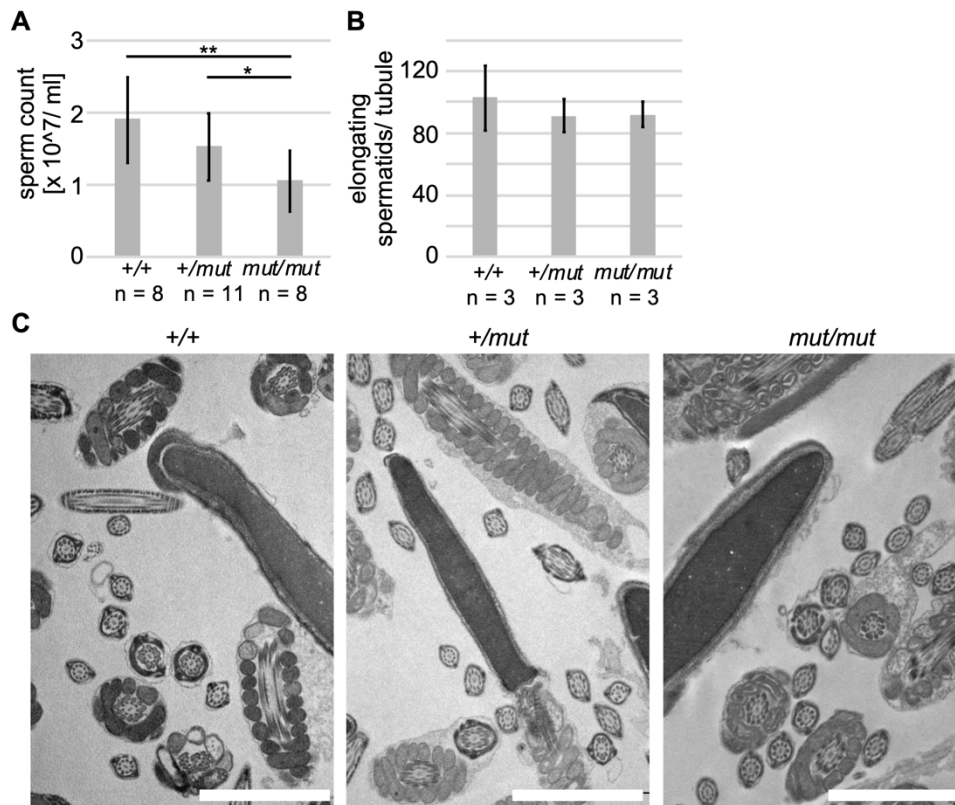 A
sperm count
[x 10^7/ ml]
3
2
1
0
**
*
+/+
+/mut
mut/mut
n = 8
n = 11
n = 8
B
elongating
spermatids/ tubule
120
80
40
0
+/+
+/mut
mut/mut
n = 3
n = 3
n = 3
C
+/+
+/mut
mut/mut